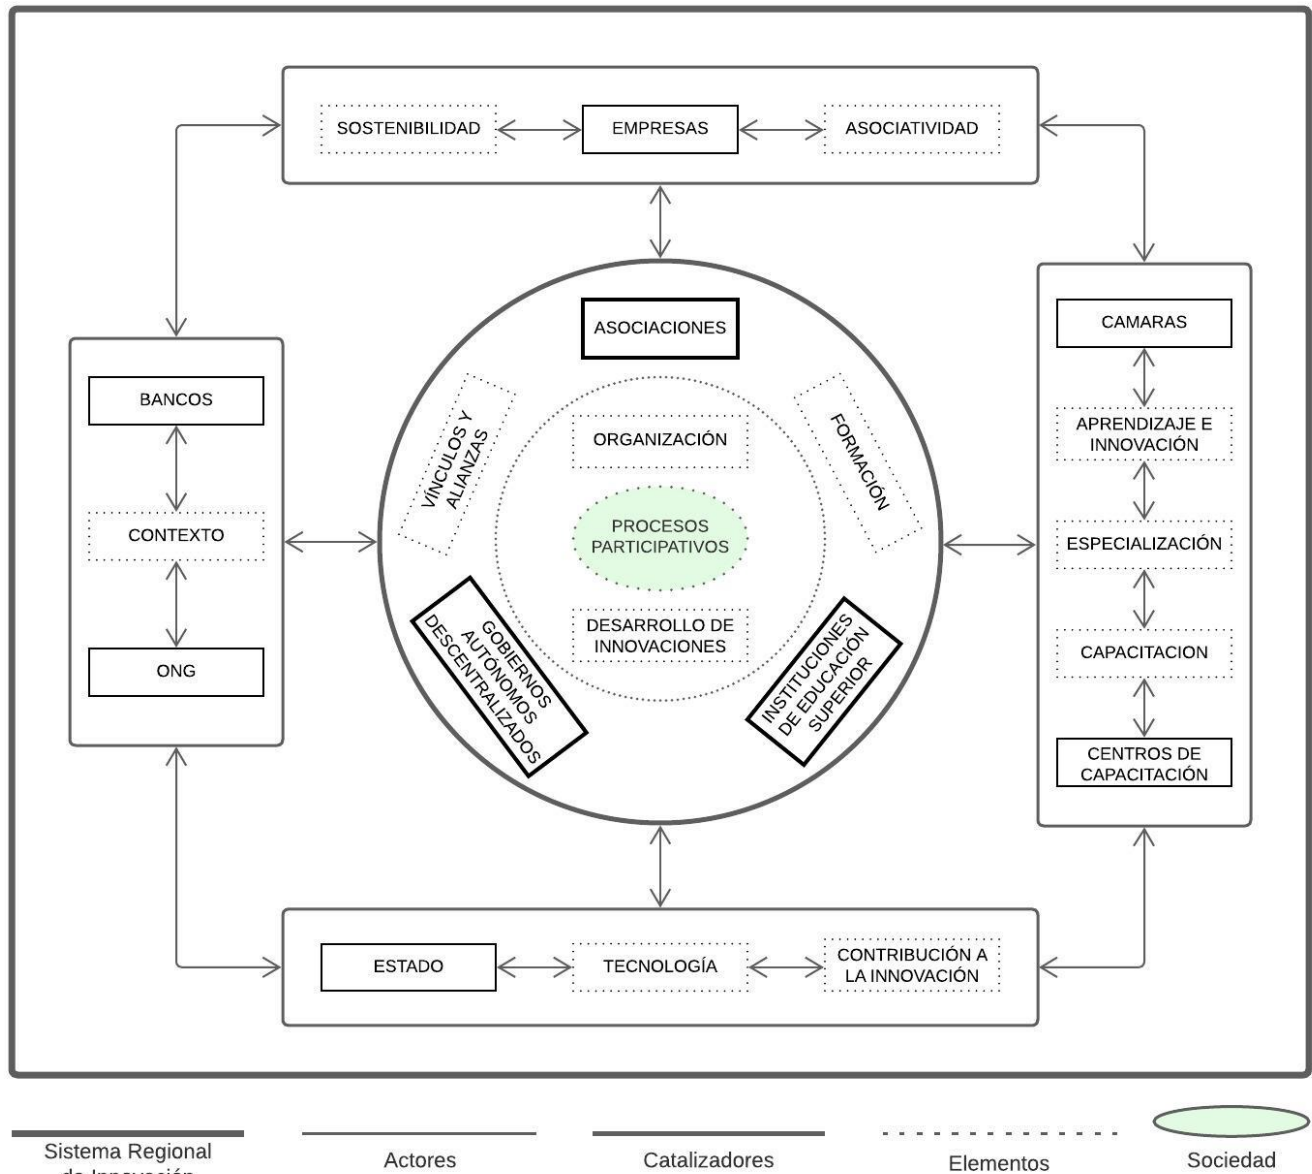 SOSTENIBILIDAD
EMPRESAS
ASOCIATIVIDAD
ASOCIACIONES
VÍNCULOS Y
ALIANZAS
FORMACIÓN
ORGANIZACIÓN
PROCESOS
PARTICIPATIVOS
DESARROLLO DE
INNOVACIONES
GOBIERNOS
AUTÓNOMOS
DESCENTRALIZADOS
INSTITUCIONES
DE EDUCACIÓN
SUPERIOR
BANCOS
CONTEXTO
ONG
CAMARAS
APRENDIZAJE E
INNOVACIÓN
ESPECIALIZACIÓN
CAPACITACION
CENTROS DE
CAPACITACIÓN
ESTADO
TECNOLOGÍA
CONTRIBUCIÓN A
LA INNOVACIÓN
Sistema Regional
de Innovación
Actores
Catalizadores
Elementos
Sociedad